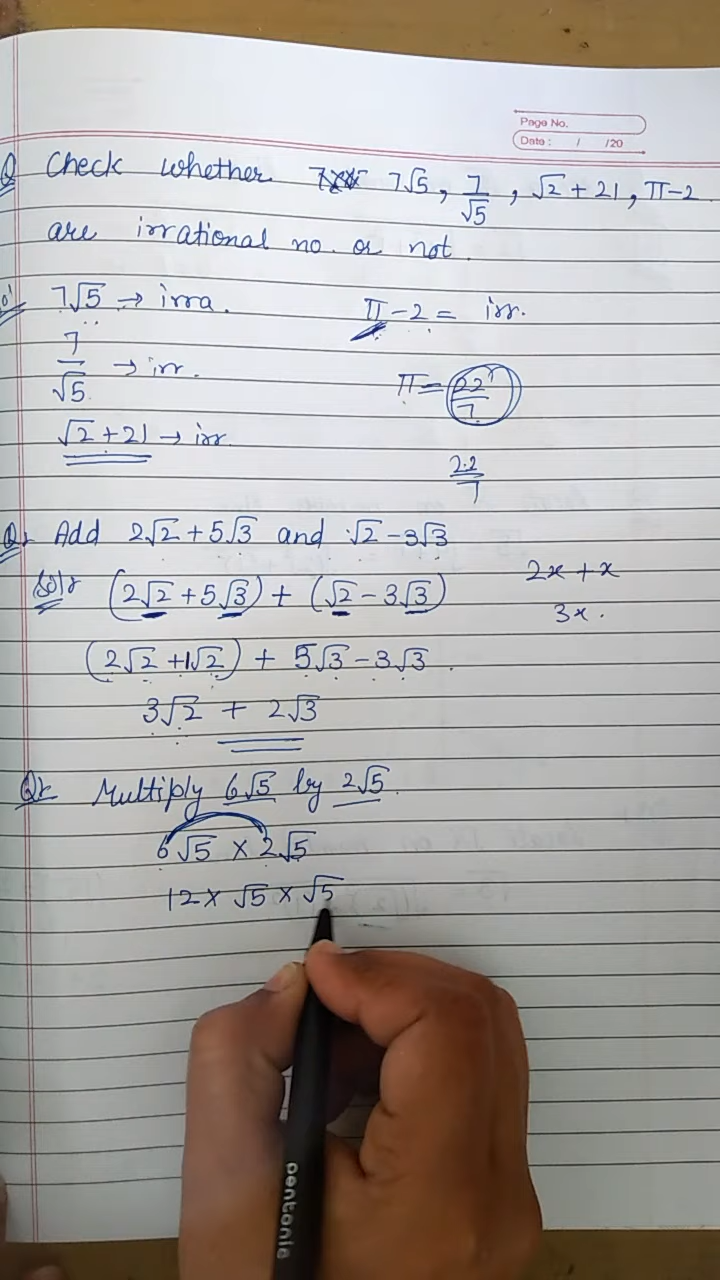 Page No.
Date : / /20
Q Check whether 7√5, 7/√5, √2 + 21, π-2
are irrational no. or not.
7√5 → irra.
π - 2 = irr.
7/√5 → irr.
π = 22/7
√2 + 21 → irr
22/7
Q. Add 2√2 + 5√3 and √2 - 3√3
Sol: (2√2 + 5√3) + (√2 - 3√3)
2x + x
3x.
(2√2 + 1√2) + 5√3 - 3√3.
3√2 + 2√3
Q. Multiply 6√5 by 2√5.
6√5 × 2√5
12 × √5 × √5
pentonic